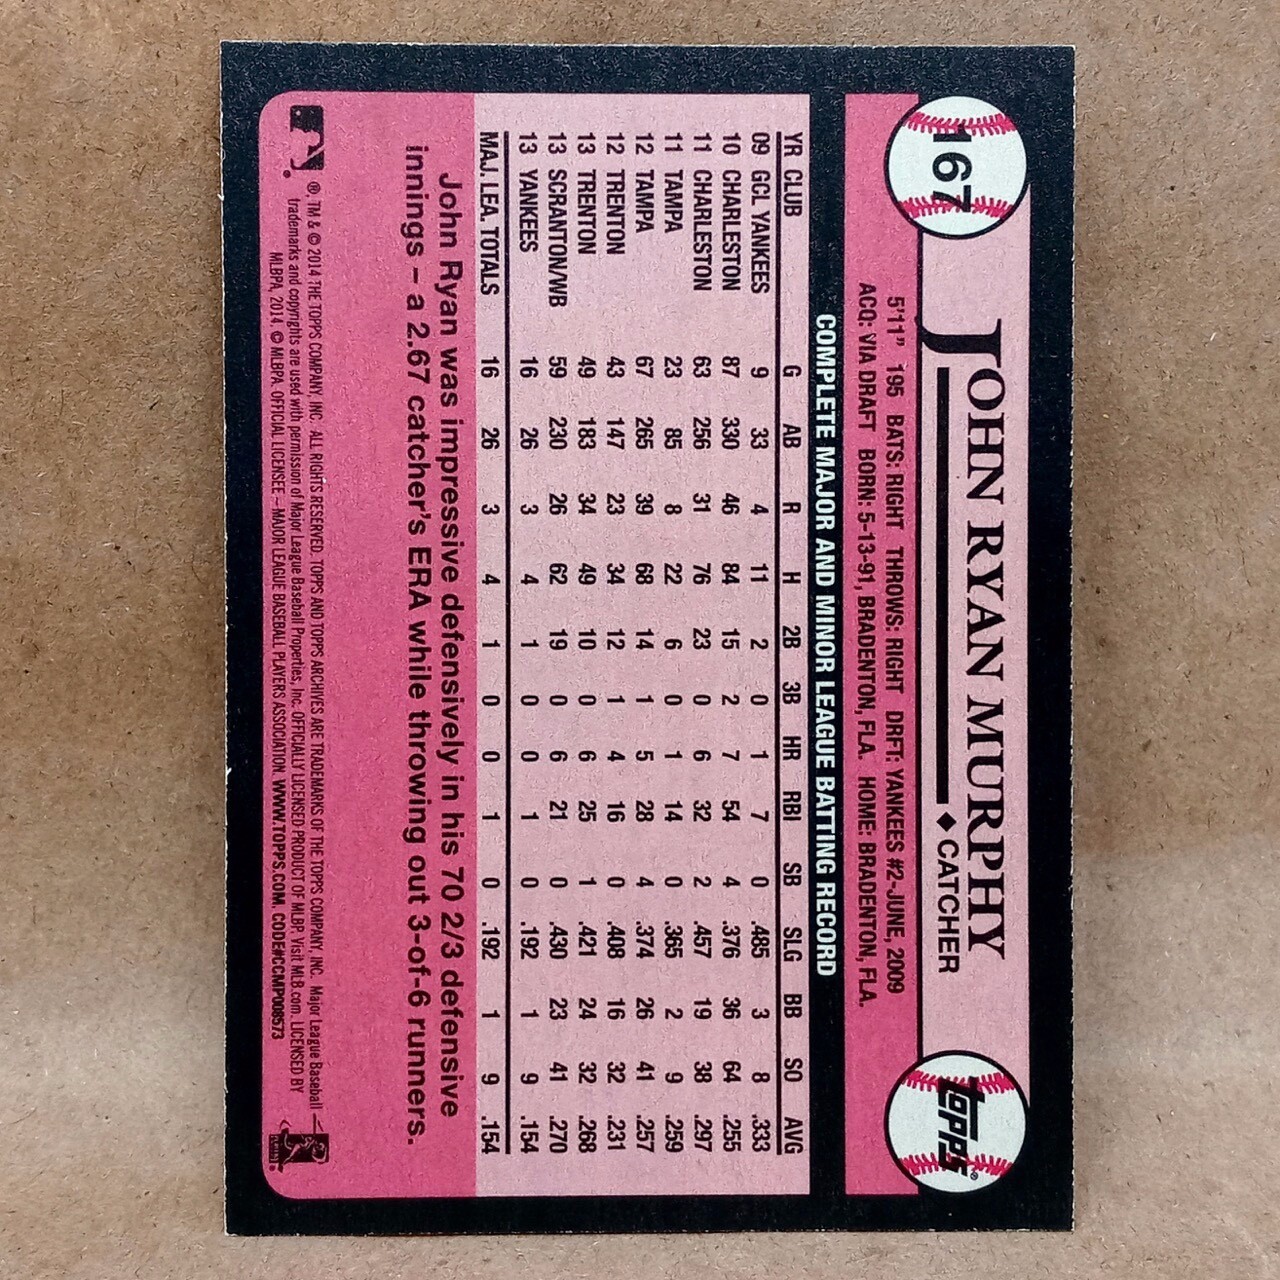 167
JOHN RYAN MURPHY
♦CATCHER
TOPPS®
5'11" 195 BATS: RIGHT THROWS: RIGHT DRFT: YANKEES #2-JUNE, 2009
ACQ: VIA DRAFT BORN: 5-13-91, BRADENTON, FLA. HOME: BRADENTON, FLA.
COMPLETE MAJOR AND MINOR LEAGUE BATTING RECORD
YR CLUB G AB R H 2B 3B HR RBI SB SLG BB SO AVG
09 GCL YANKEES 9 33 4 11 2 0 1 7 0 .485 3 8 .333
10 CHARLESTON 87 330 46 84 15 2 7 54 4 .376 36 64 .255
11 CHARLESTON 63 256 31 76 23 0 6 32 2 .457 19 38 .297
11 TAMPA 23 85 8 22 6 0 1 14 0 .365 2 9 .259
12 TAMPA 67 265 39 68 14 1 5 28 4 .374 26 41 .257
12 TRENTON 43 147 23 34 12 1 4 16 0 .408 16 32 .231
13 TRENTON 49 183 34 49 10 0 6 25 1 .421 24 32 .268
13 SCRANTON/WB 59 230 26 62 19 0 6 21 0 .430 23 41 .270
13 YANKEES 16 26 3 4 1 0 0 1 0 .192 1 9 .154
MAJ. LEA. TOTALS 16 26 3 4 1 0 0 1 0 .192 1 9 .154
John Ryan was impressive defensively in his 70 2/3 defensive
innings – a 2.67 catcher's ERA while throwing out 3-of-6 runners.
®, TM & © 2014 THE TOPPS COMPANY, INC. ALL RIGHTS RESERVED. TOPPS AND TOPPS ARCHIVES ARE TRADEMARKS OF THE TOPPS COMPANY, INC. Major League Baseball
trademarks and copyrights are used with permission of Major League Baseball Properties, Inc. OFFICIALLY LICENSED PRODUCT OF MLBP. Visit MLB.com. LICENSED BY
MLBPA, 2014. © MLBPA. OFFICIAL LICENSEE – MAJOR LEAGUE BASEBALL PLAYERS ASSOCIATION. WWW.TOPPS.COM. CODE#CCMP008573